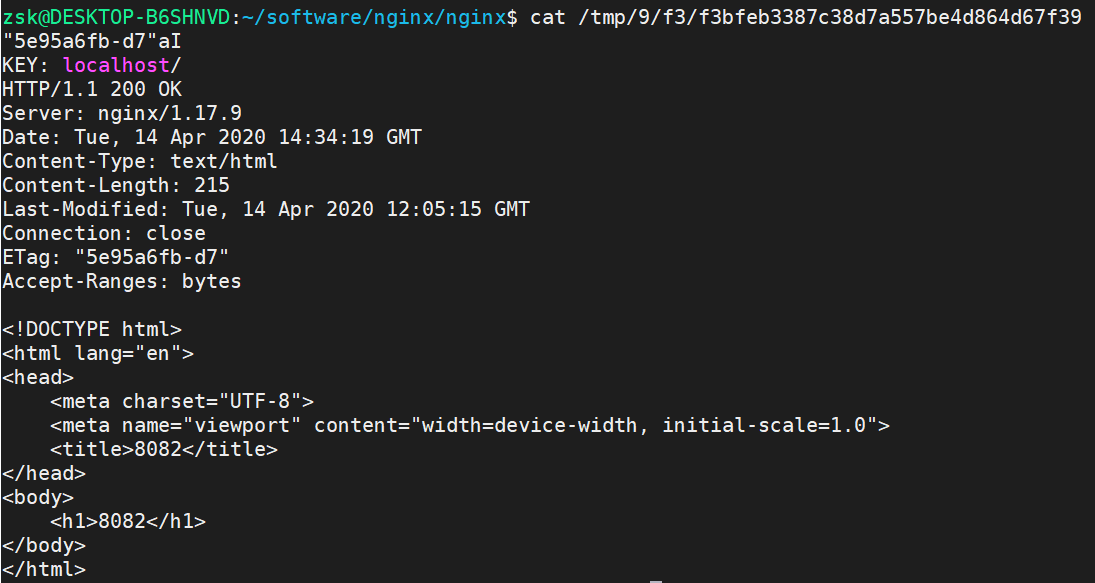 zsk@DESKTOP-B6SHNVD:~/software/nginx/nginx$ cat /tmp/9/f3/f3bfeb3387c38d7a557be4d864d67f39
"5e95a6fb-d7"aI
KEY: localhost/
HTTP/1.1 200 OK
Server: nginx/1.17.9
Date: Tue, 14 Apr 2020 14:34:19 GMT
Content-Type: text/html
Content-Length: 215
Last-Modified: Tue, 14 Apr 2020 12:05:15 GMT
Connection: close
ETag: "5e95a6fb-d7"
Accept-Ranges: bytes

<!DOCTYPE html>
<html lang="en">
<head>
    <meta charset="UTF-8">
    <meta name="viewport" content="width=device-width, initial-scale=1.0">
    <title>8082</title>
</head>
<body>
    <h1>8082</h1>
</body>
</html>